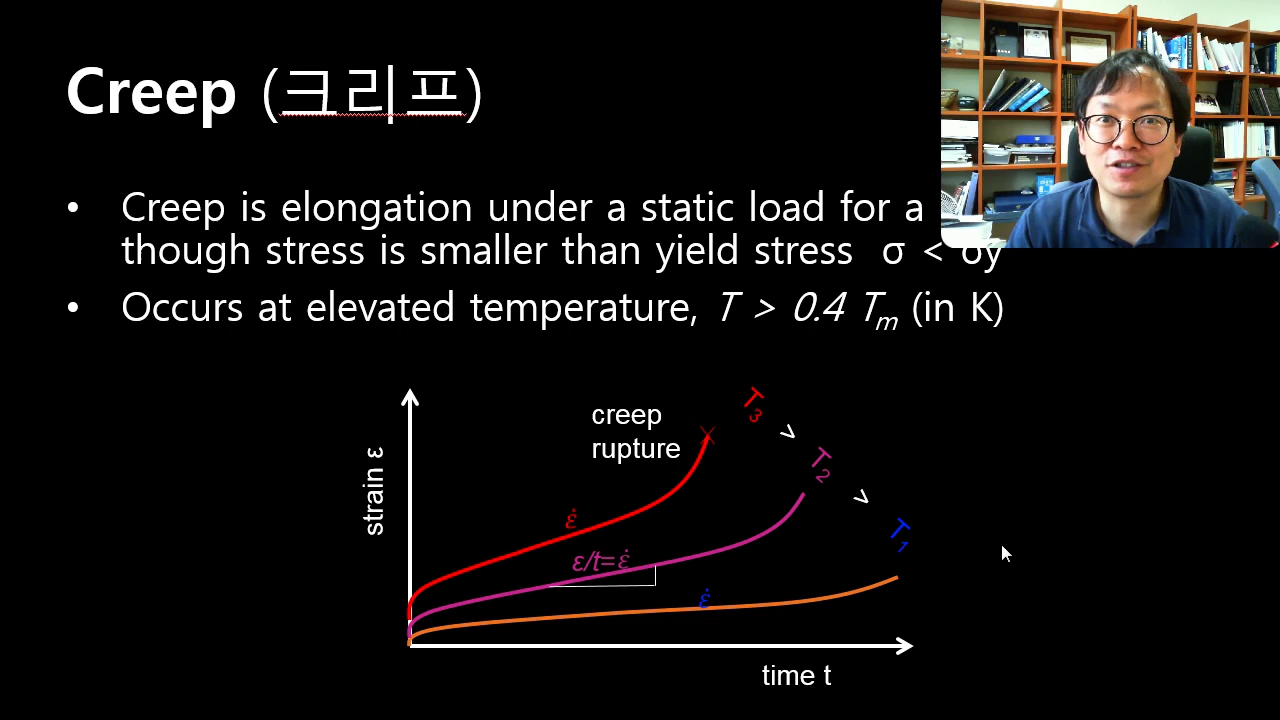 Creep (크리프)
• Creep is elongation under a static load for a
though stress is smaller than yield stress σ < σy
• Occurs at elevated temperature, T > 0.4 Tm (in K)
creep
rupture
T3 > T2 > T1
strain ε
ε̇
ε/t=ε̇
ε̇
time t